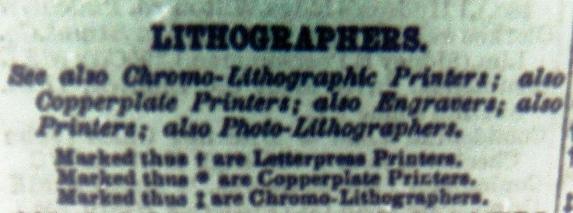 LITHOGRAPHERS.
See also Chromo-Lithographic Printers; also
Copperplate Printers; also Engravers; also
Printers; also Photo-Lithographers.
Marked thus † are Letterpress Printers.
Marked thus * are Copperplate Printers.
Marked thus ‡ are Chromo-Lithographers.